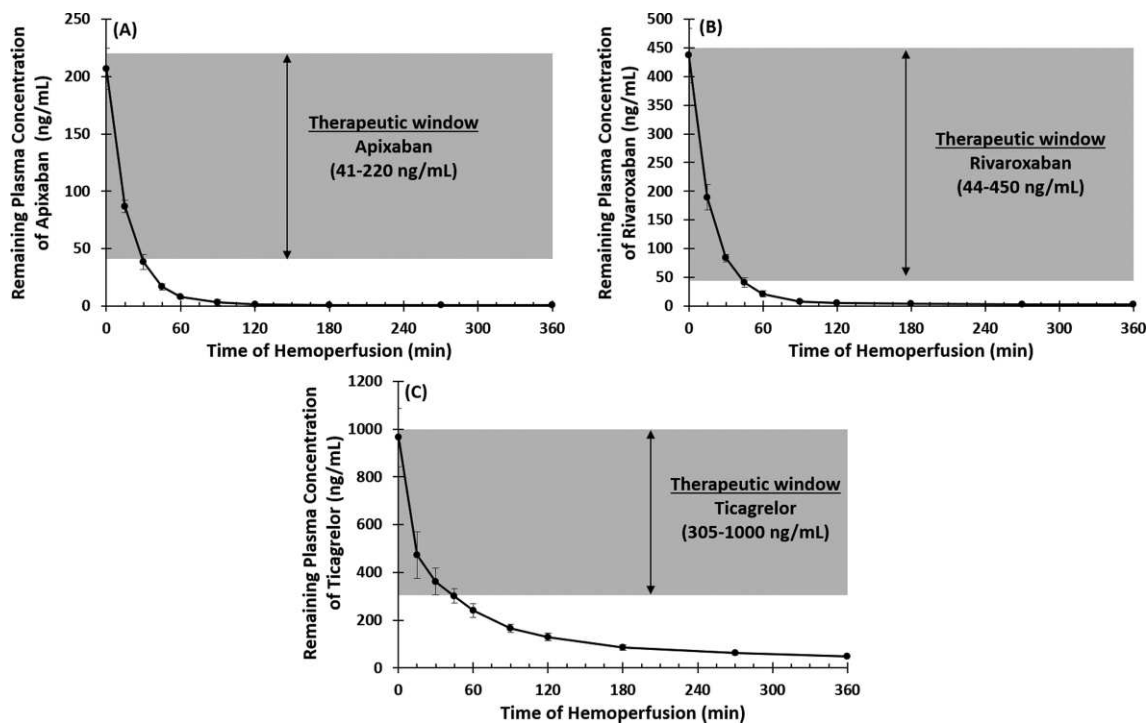 (A)
Remaining Plasma Concentration
of Apixaban (ng/mL)
250
200
150
100
50
0
Therapeutic window
Apixaban
(41-220 ng/mL)
0 60 120 180 240 300 360
Time of Hemoperfusion (min)
(B)
Remaining Plasma Concentration
of Rivaroxaban (ng/mL)
500
450
400
350
300
250
200
150
100
50
0
Therapeutic window
Rivaroxaban
(44-450 ng/mL)
0 60 120 180 240 300 360
Time of Hemoperfusion (min)
(C)
Remaining Plasma Concentration
of Ticagrelor (ng/mL)
1200
1000
800
600
400
200
0
Therapeutic window
Ticagrelor
(305-1000 ng/mL)
0 60 120 180 240 300 360
Time of Hemoperfusion (min)